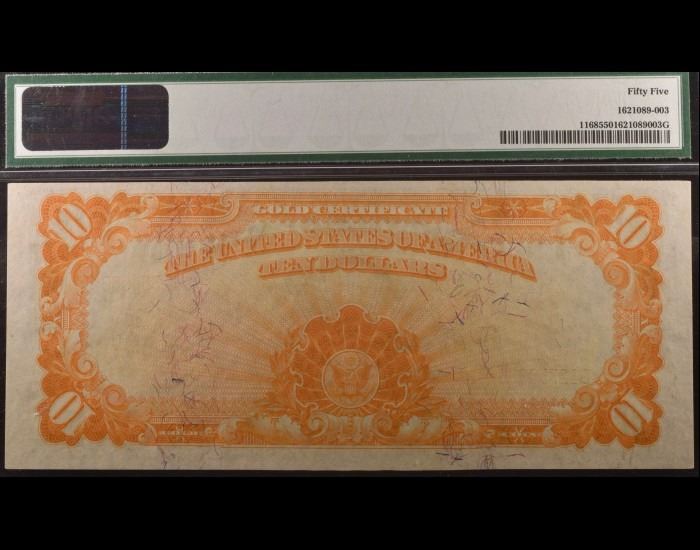 Fifty Five
1621089-003
11685501621089003G
10 10
GOLD CERTIFICATE
THE UNITED STATES OF AMERICA
TEN DOLLARS
10 10